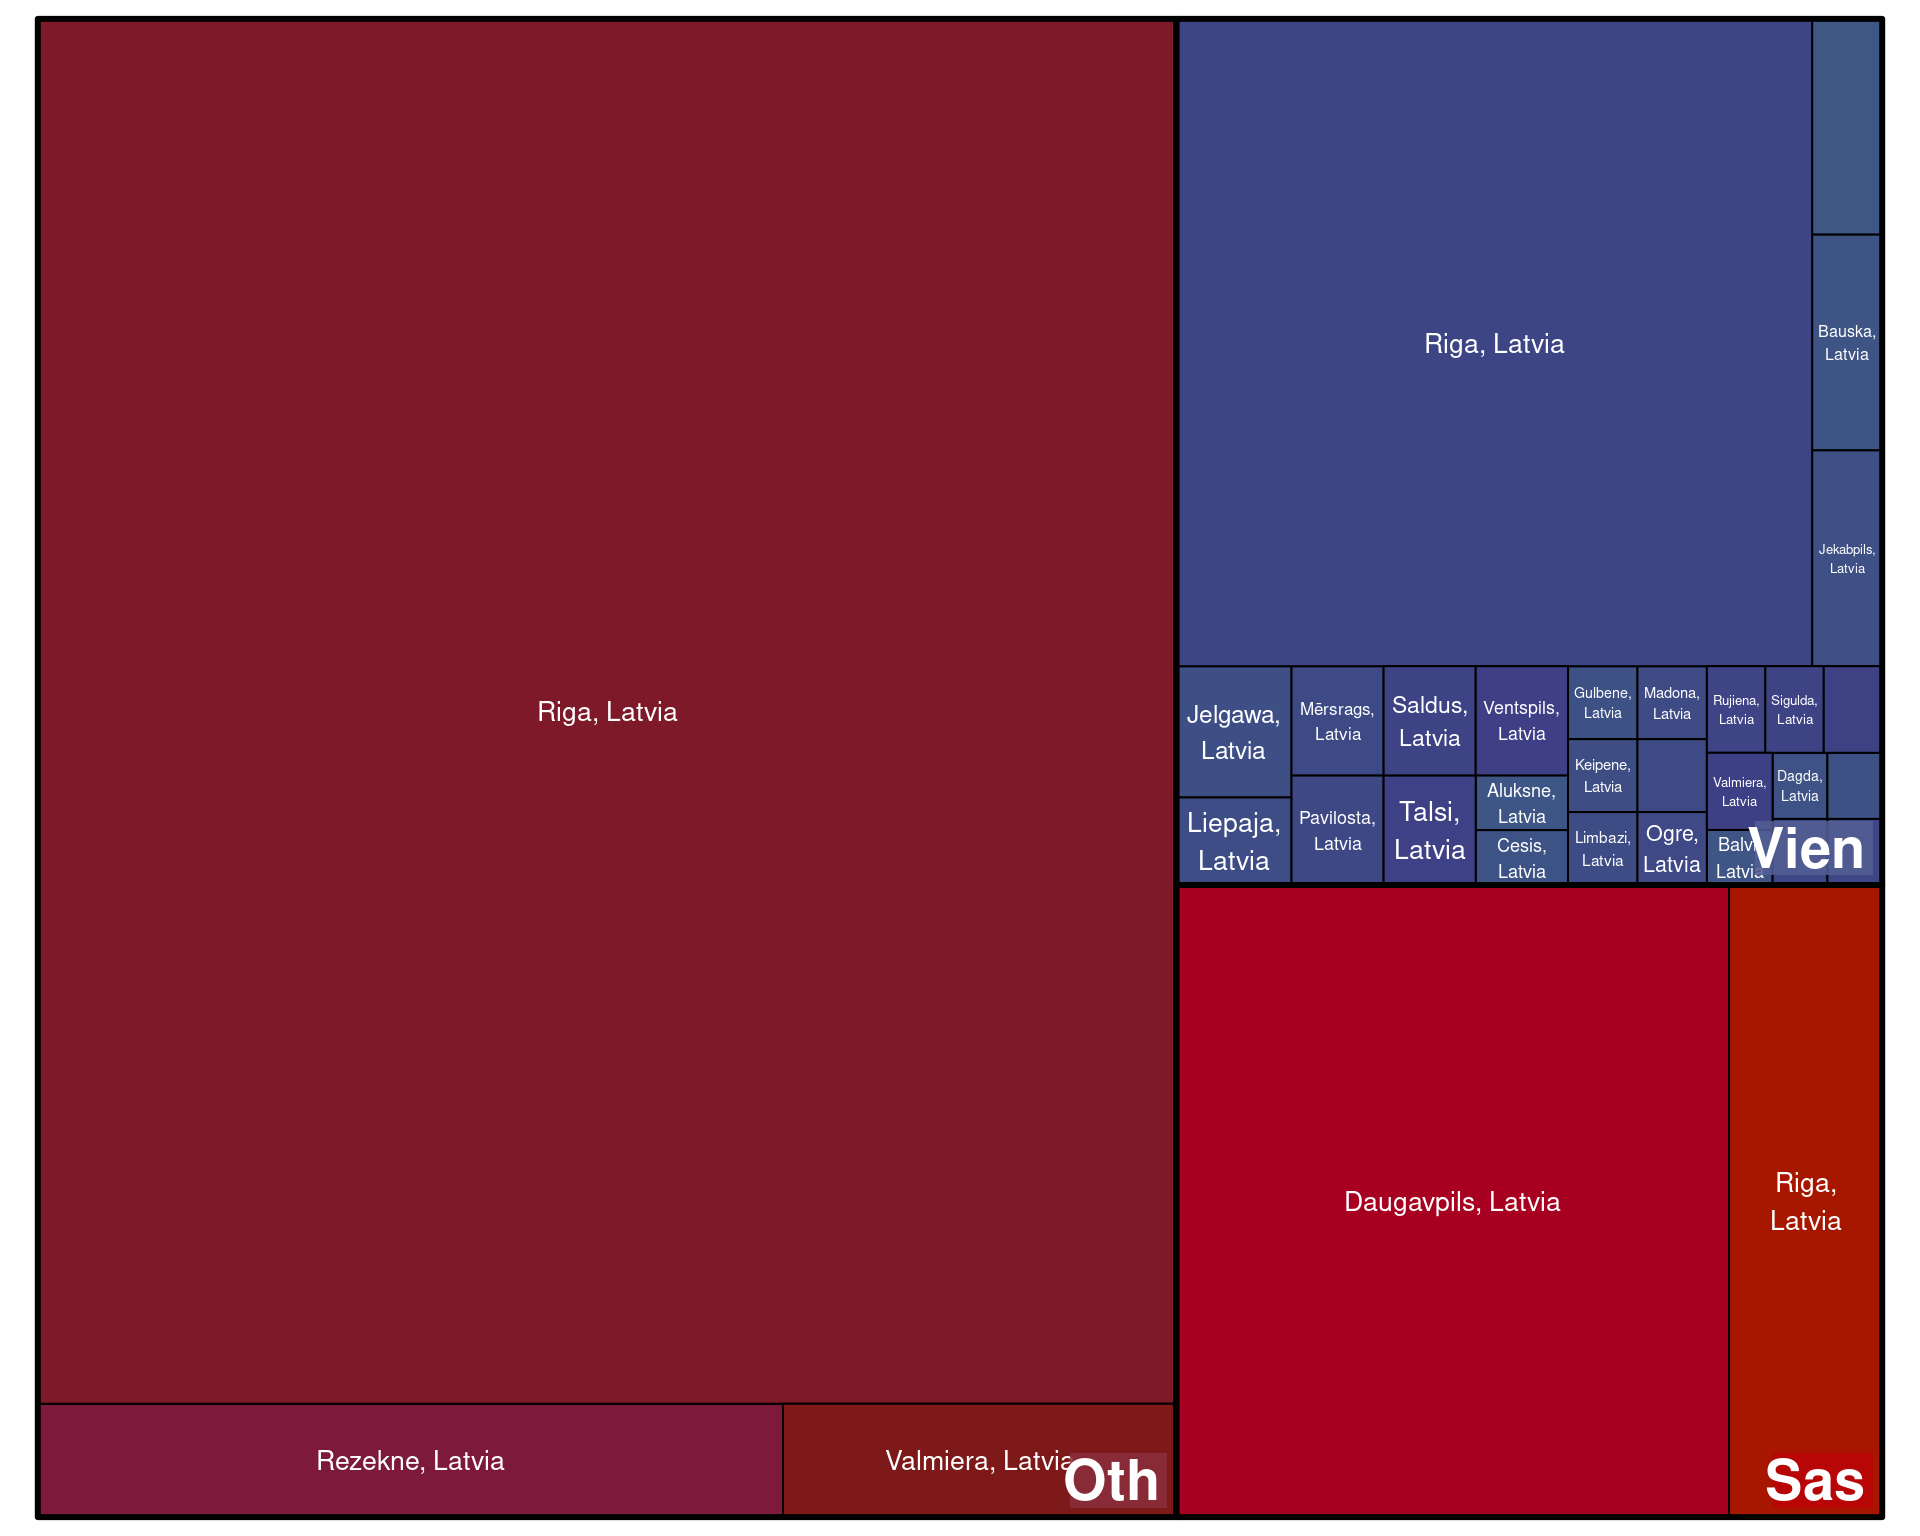 Riga, Latvia
Rezekne, Latvia
Valmiera, Latvia
Oth
Riga, Latvia
Bauska,
Latvia
Jekabpils,
Latvia
Jelgawa,
Latvia
Liepaja,
Latvia
Mērsrags,
Latvia
Pavilosta,
Latvia
Saldus,
Latvia
Talsi,
Latvia
Ventspils,
Latvia
Aluksne,
Latvia
Cesis,
Latvia
Gulbene,
Latvia
Keipene,
Latvia
Limbazi,
Latvia
Madona,
Latvia
Ogre,
Latvia
Rujiena,
Latvia
Sigulda,
Latvia
Valmiera,
Latvia
Dagda,
Latvia
Balvi,
Latvia
Vien
Daugavpils, Latvia
Riga,
Latvia
Sas